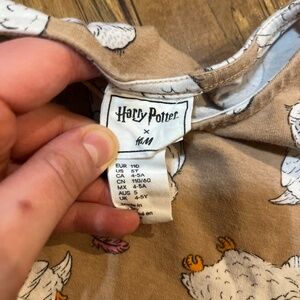 Harry Potter
x
H&M
EUR 110
US 5Y
CA 4-5A
CN 110/60
MX 4-5A
AUS 5
UK 4-5Y